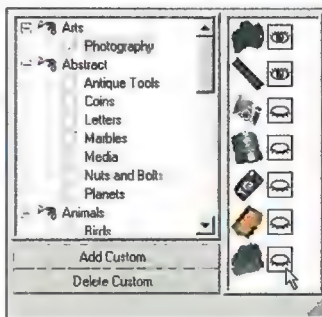 Arts
Photography
Abstract
Antique Tools
Coins
Letters
Marbles
Media
Nuts and Bolts
Planets
Animals
Birds
Add Custom
Delete Custom